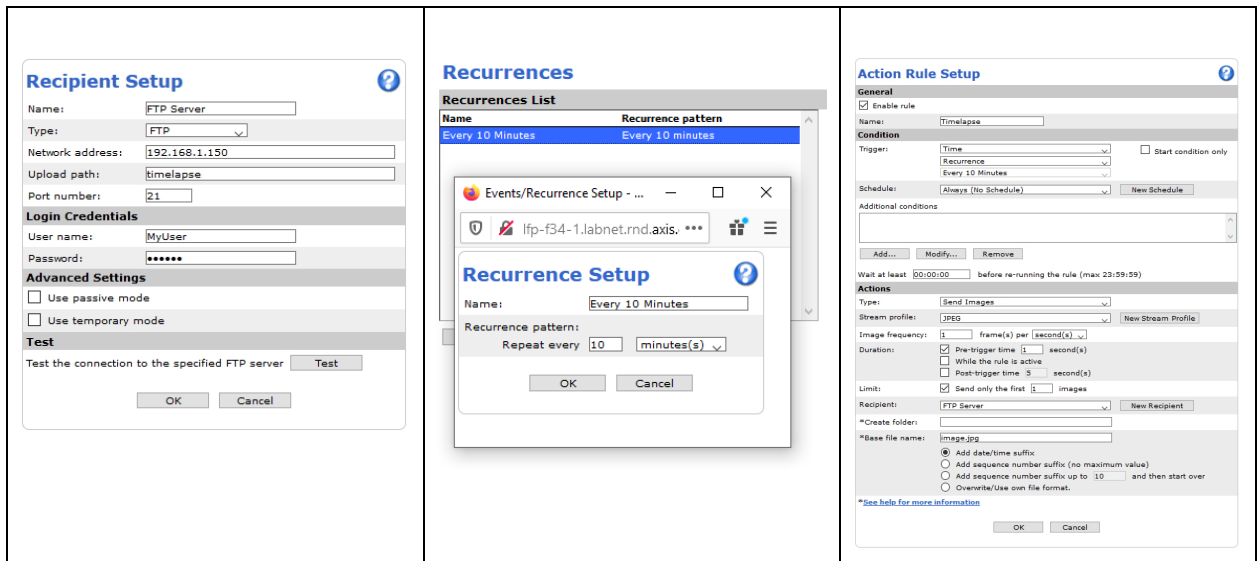 Recipient Setup
Name: FTP Server
Type: FTP
Network address: 192.168.1.150
Upload path: timelapse
Port number: 21
Login Credentials
User name: MyUser
Password: ••••••
Advanced Settings
Use passive mode
Use temporary mode
Test
Test the connection to the specified FTP server Test
OK Cancel
Recurrences
Recurrences List
Name Recurrence pattern
Every 10 Minutes Every 10 minutes
Events/Recurrence Setup - ...
lfp-f34-1.labnet.rnd.axis. •••
Recurrence Setup
Name: Every 10 Minutes
Recurrence pattern:
Repeat every 10 minutes(s)
OK Cancel
Action Rule Setup
General
Enable rule
Name: Timelapse
Condition
Trigger: Time Start condition only
Recurrence
Every 10 Minutes
Schedule: Always (No Schedule) New Schedule
Additional conditions
Add... Modify... Remove
Wait at least 00:00:00 before re-running the rule (max 23:59:59)
Actions
Type: Send Images
Stream profile: JPEG New Stream Profile
Image frequency: 1 frame(s) per second(s)
Duration: Pre-trigger time 1 second(s)
While the rule is active
Post-trigger time 5 second(s)
Limit: Send only the first 1 images
Recipient: FTP Server New Recipient
*Create folder:
*Base file name: image.jpg
Add date/time suffix
Add sequence number suffix (no maximum value)
Add sequence number suffix up to 10 and then start over
Overwrite/Use own file format.
*See help for more information
OK Cancel